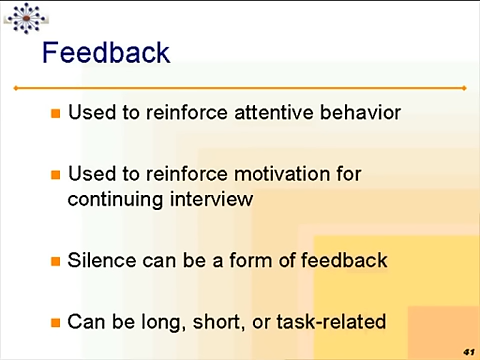 Feedback
Used to reinforce attentive behavior
Used to reinforce motivation for
continuing interview
Silence can be a form of feedback
Can be long, short, or task-related
41